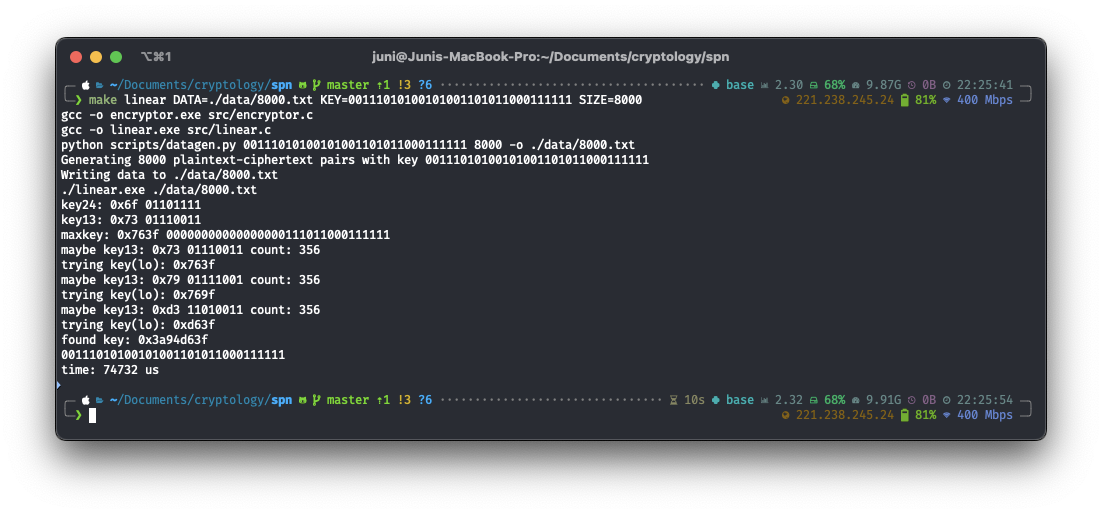 ⌥⌘1 juni@Junis-MacBook-Pro:~/Documents/cryptology/spn
~/Documents/cryptology/spn master ↑1 !3 ?6 base 2.30 68% 9.87G 0B 22:25:41
❯ make linear DATA=./data/8000.txt KEY=00111010100101001101011000111111 SIZE=8000 221.238.245.24 81% 400 Mbps
gcc -o encryptor.exe src/encryptor.c
gcc -o linear.exe src/linear.c
python scripts/datagen.py 00111010100101001101011000111111 8000 -o ./data/8000.txt
Generating 8000 plaintext-ciphertext pairs with key 00111010100101001101011000111111
Writing data to ./data/8000.txt
./linear.exe ./data/8000.txt
key24: 0x6f 01101111
key13: 0x73 01110011
maxkey: 0x763f 00000000000000000111011000111111
maybe key13: 0x73 01110011 count: 356
trying key(lo): 0x763f
maybe key13: 0x79 01111001 count: 356
trying key(lo): 0x769f
maybe key13: 0xd3 11010011 count: 356
trying key(lo): 0xd63f
found key: 0x3a94d63f
00111010100101001101011000111111
time: 74732 us
~/Documents/cryptology/spn master ↑1 !3 ?6 10s base 2.32 68% 9.91G 0B 22:25:54
❯ 221.238.245.24 81% 400 Mbps